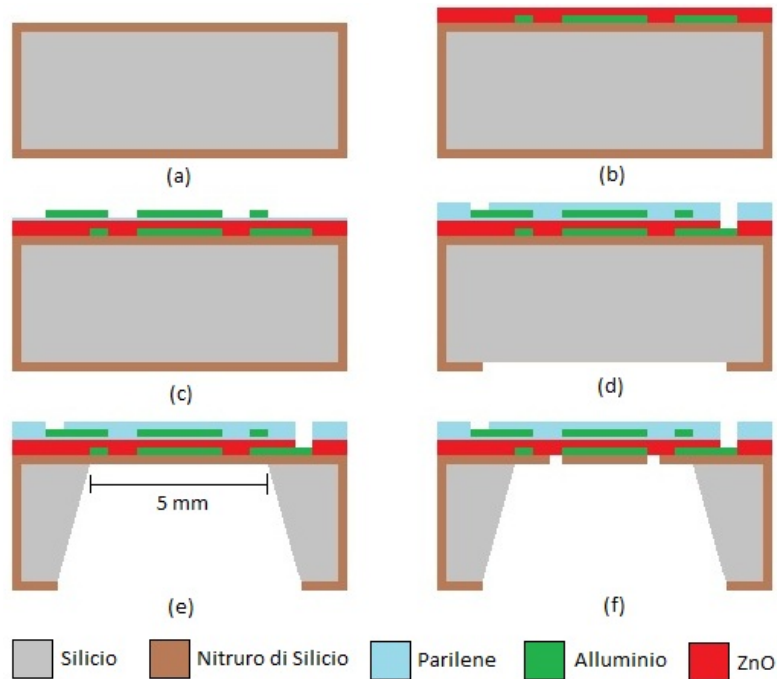 (a)
(b)
(c)
(d)
5 mm
(e)
(f)
Silicio
Nitruro di Silicio
Parilene
Alluminio
ZnO